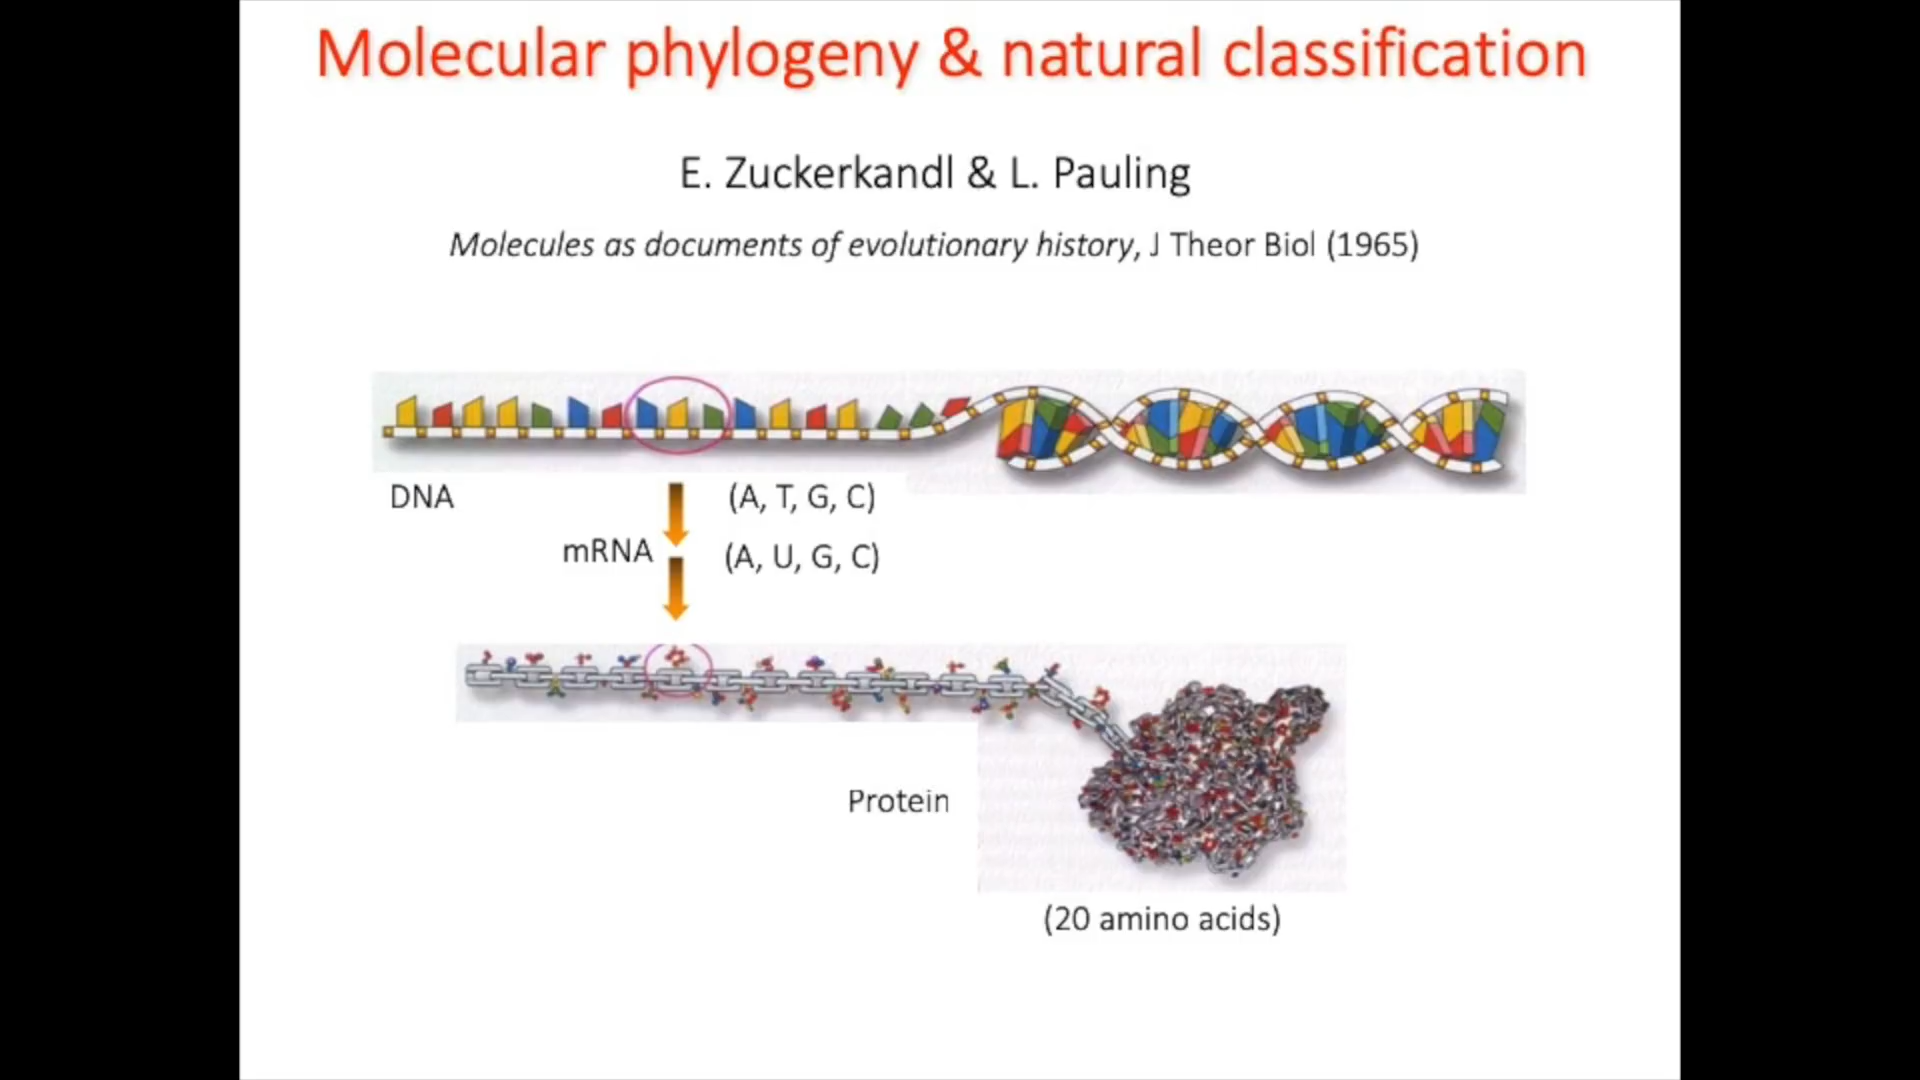 Molecular phylogeny & natural classification
E. Zuckerkandl & L. Pauling
Molecules as documents of evolutionary history, J Theor Biol (1965)
DNA
(A, T, G, C)
mRNA
(A, U, G, C)
Protein
(20 amino acids)